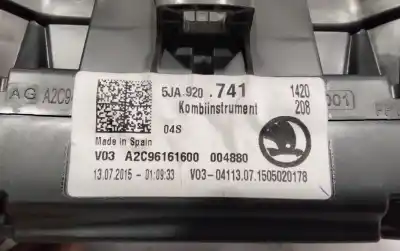 AG A2C9
5JA 920 .741 1420
Kombiinstrument 208
04S
Made in Spain
V03 A2C96161600 004880
13.07.2015 - 01:09:33 V03-04113.07.1505020178
001